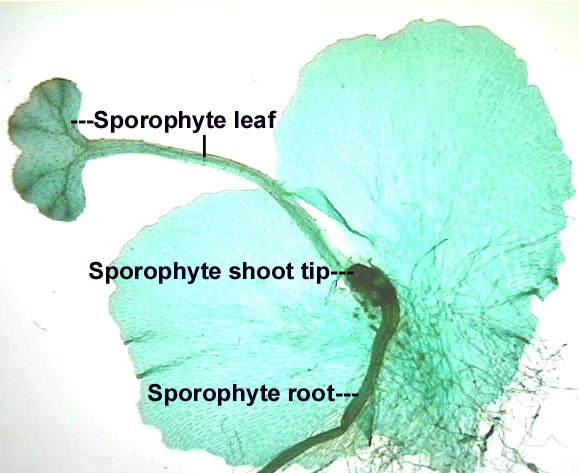 ---Sporophyte leaf
Sporophyte shoot tip---
Sporophyte root---